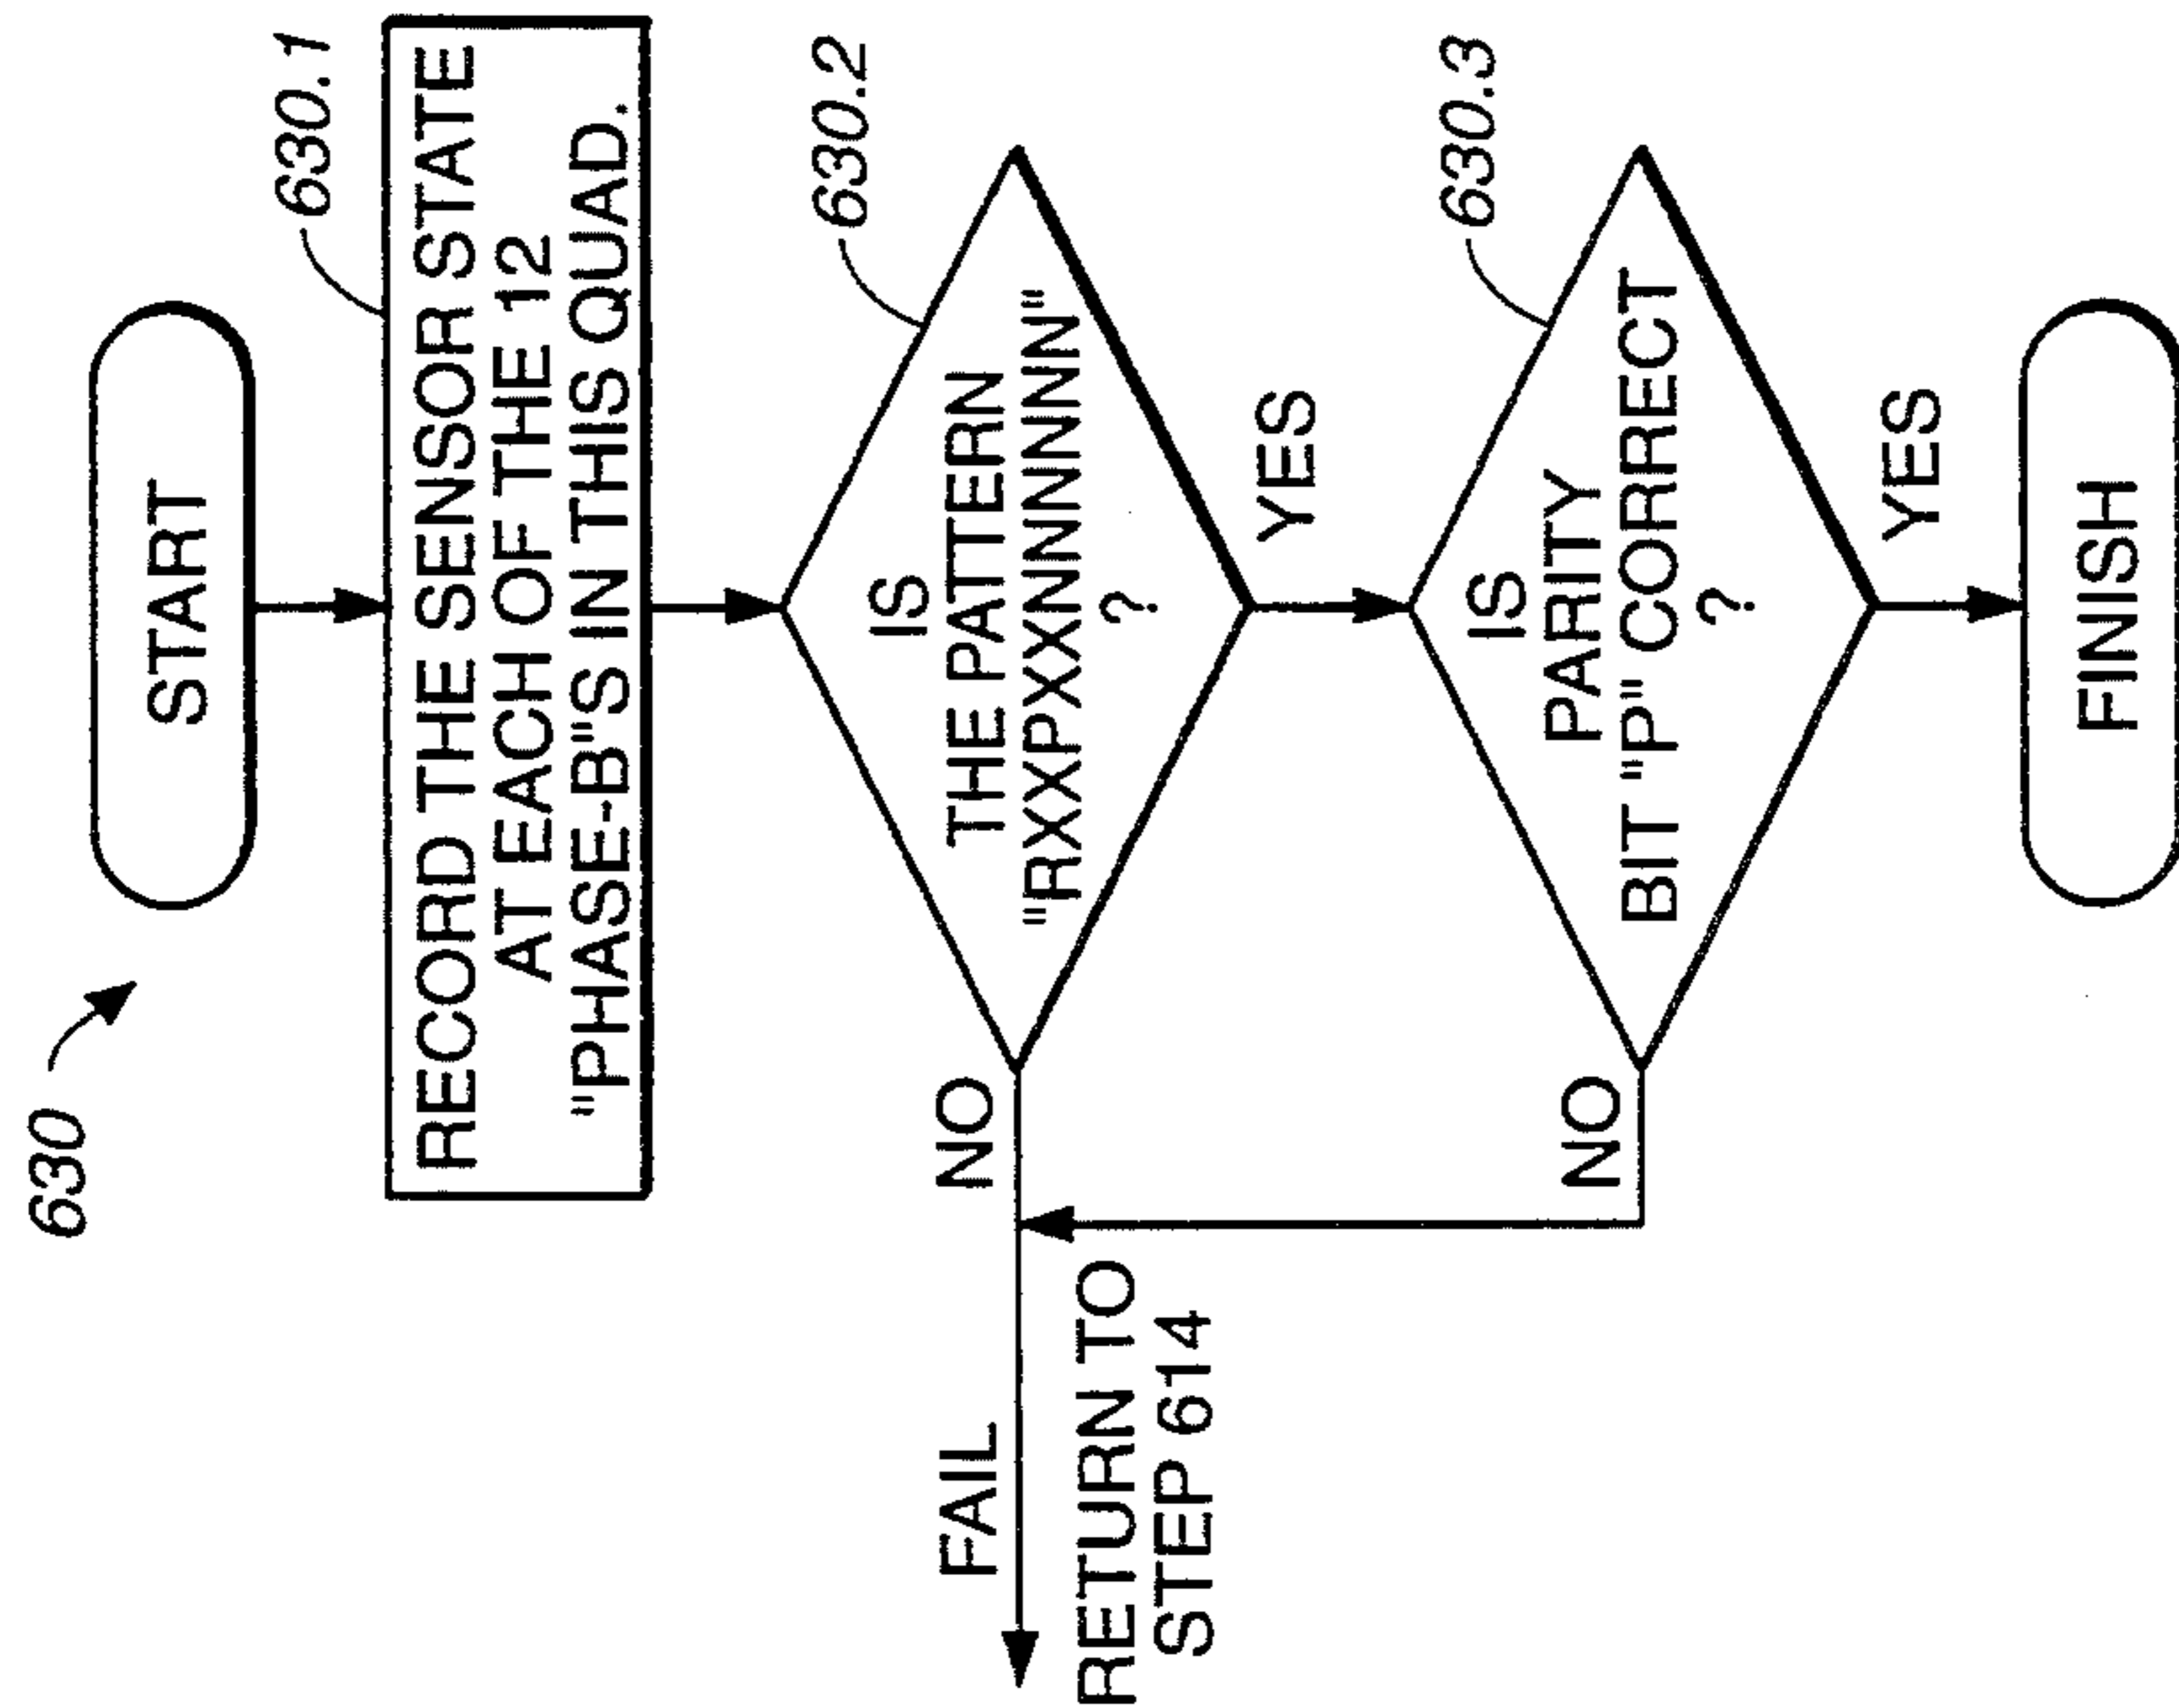 630
START
630.1
RECORD THE SENSOR STATE
AT EACH OF THE 12
"PHASE-B"S IN THIS QUAD.
630.2
IS
THE PATTERN
"RXXPXXXNNNNN"
?
NO
YES
FAIL
RETURN TO
STEP 614
630.3
IS
PARITY
BIT "P" CORRECT
?
NO
YES
FINISH